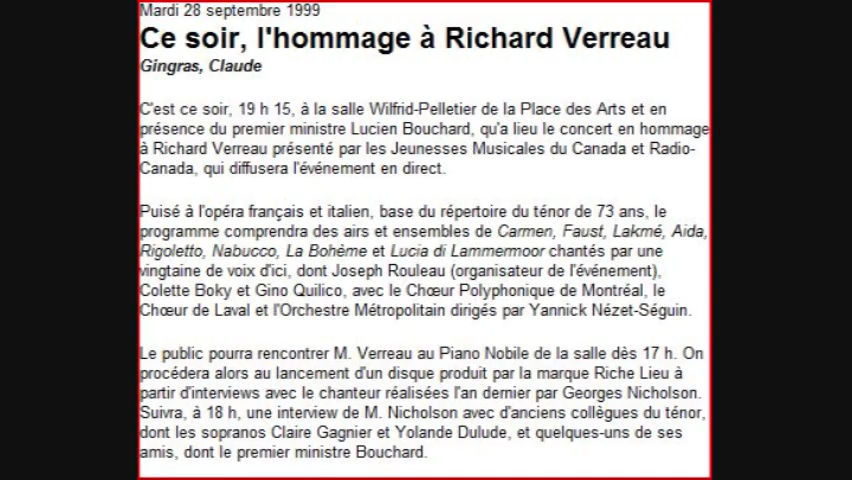 Mardi 28 septembre 1999
Ce soir, l'hommage à Richard Verreau
Gingras, Claude
C'est ce soir, 19 h 15, à la salle Wilfrid-Pelletier de la Place des Arts et en
présence du premier ministre Lucien Bouchard, qu'a lieu le concert en hommage
à Richard Verreau présenté par les Jeunesses Musicales du Canada et Radio-
Canada, qui diffusera l'événement en direct.
Puisé à l'opéra français et italien, base du répertoire du ténor de 73 ans, le
programme comprendra des airs et ensembles de Carmen, Faust, Lakmé, Aida,
Rigoletto, Nabucco, La Bohème et Lucia di Lammermoor chantés par une
vingtaine de voix d'ici, dont Joseph Rouleau (organisateur de l'événement),
Colette Boky et Gino Quilico, avec le Chœur Polyphonique de Montréal, le
Chœur de Laval et l'Orchestre Métropolitain dirigés par Yannick Nézet-Séguin.
Le public pourra rencontrer M. Verreau au Piano Nobile de la salle dès 17 h. On
procédera alors au lancement d'un disque produit par la marque Riche Lieu à
partir d'interviews avec le chanteur réalisées l'an dernier par Georges Nicholson.
Suivra, à 18 h, une interview de M. Nicholson avec d'anciens collègues du ténor,
dont les sopranos Claire Gagnier et Yolande Dulude, et quelques-uns de ses
amis, dont le premier ministre Bouchard.